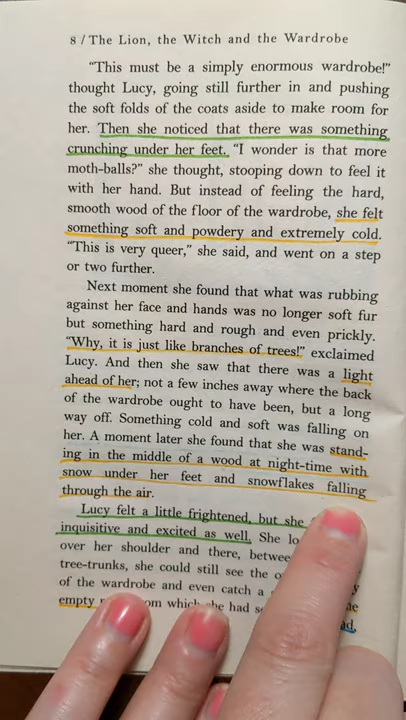 8 / The Lion, the Witch and the Wardrobe
"This must be a simply enormous wardrobe!"
thought Lucy, going still further in and pushing
the soft folds of the coats aside to make room for
her. Then she noticed that there was something
crunching under her feet. "I wonder is that more
moth-balls?" she thought, stooping down to feel it
with her hand. But instead of feeling the hard,
smooth wood of the floor of the wardrobe, she felt
something soft and powdery and extremely cold.
"This is very queer," she said, and went on a step
or two further.
Next moment she found that what was rubbing
against her face and hands was no longer soft fur
but something hard and rough and even prickly.
"Why, it is just like branches of trees!" exclaimed
Lucy. And then she saw that there was a light
ahead of her; not a few inches away where the back
of the wardrobe ought to have been, but a long
way off. Something cold and soft was falling on
her. A moment later she found that she was stand-
ing in the middle of a wood at night-time with
snow under her feet and snowflakes falling
through the air.
Lucy felt a little frightened, but she
inquisitive and excited as well. She
over her shoulder and there,
tree-trunks, she could still see the
of the wardrobe and even catch a
empty which she had